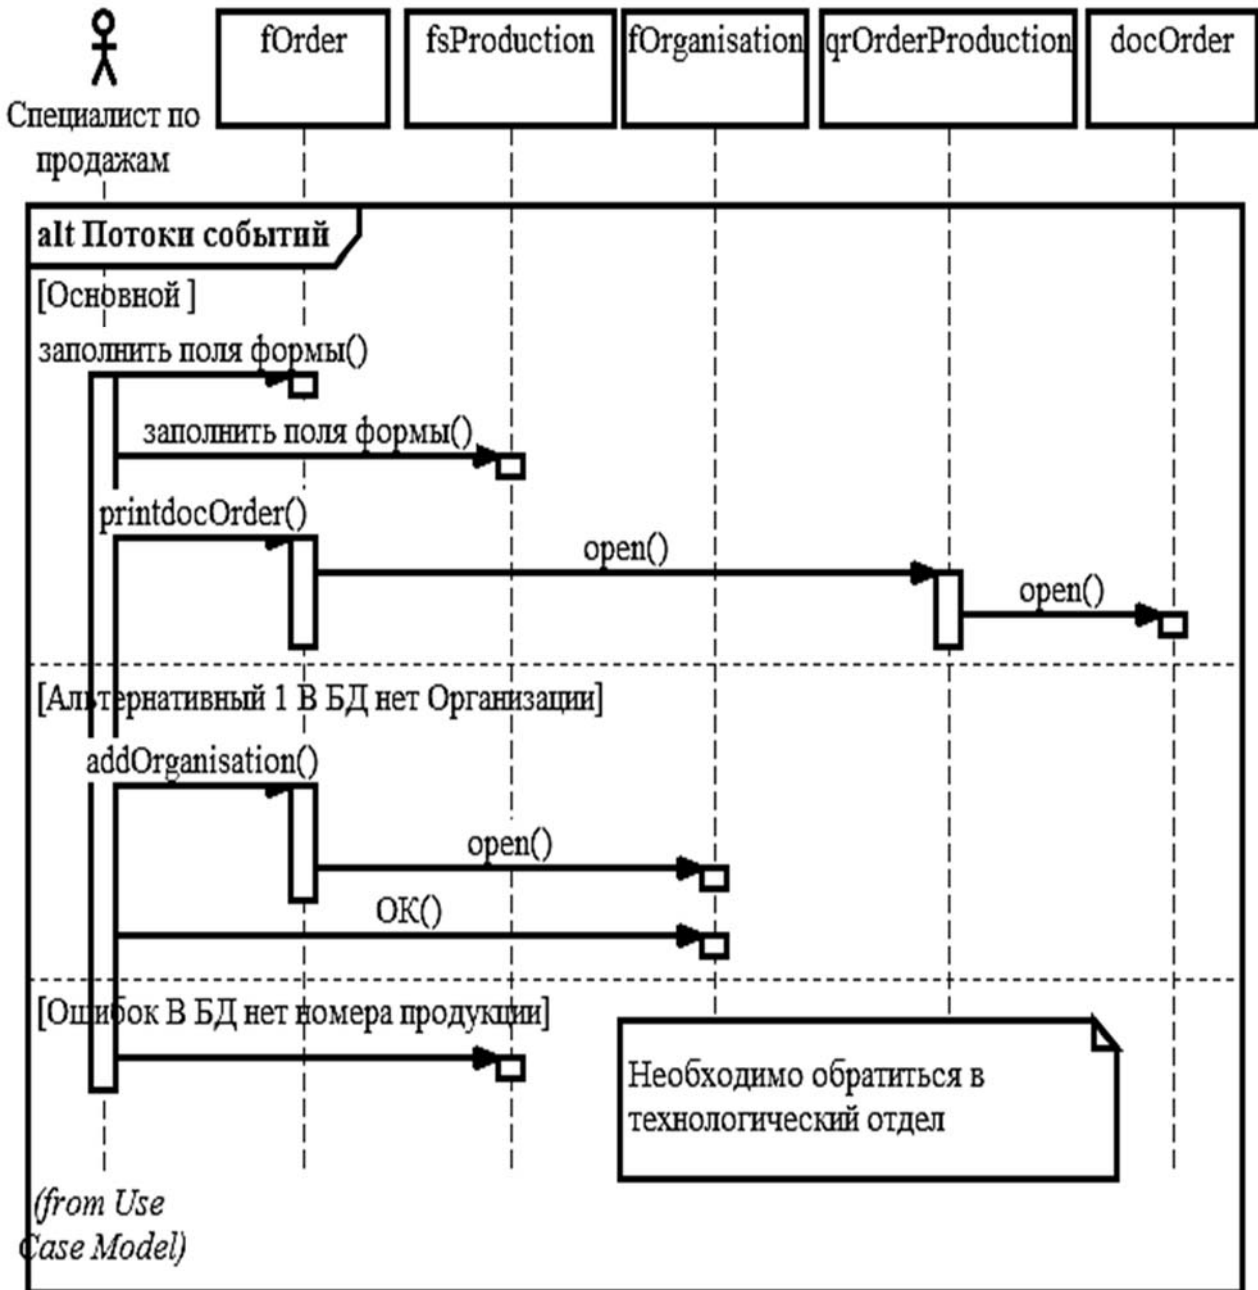 fOrder
fsProduction
fOrganisation
qrOrderProduction
docOrder
Специалист по
продажам
alt Потоки событий
[Основной ]
заполнить поля формы()
заполнить поля формы()
printdocOrder()
open()
open()
[Альтернативный 1 В БД нет Организации]
addOrganisation()
open()
OK()
[Ошибок В БД нет номера продукции]
Необходимо обратиться в
технологический отдел
(from Use
Case Model)